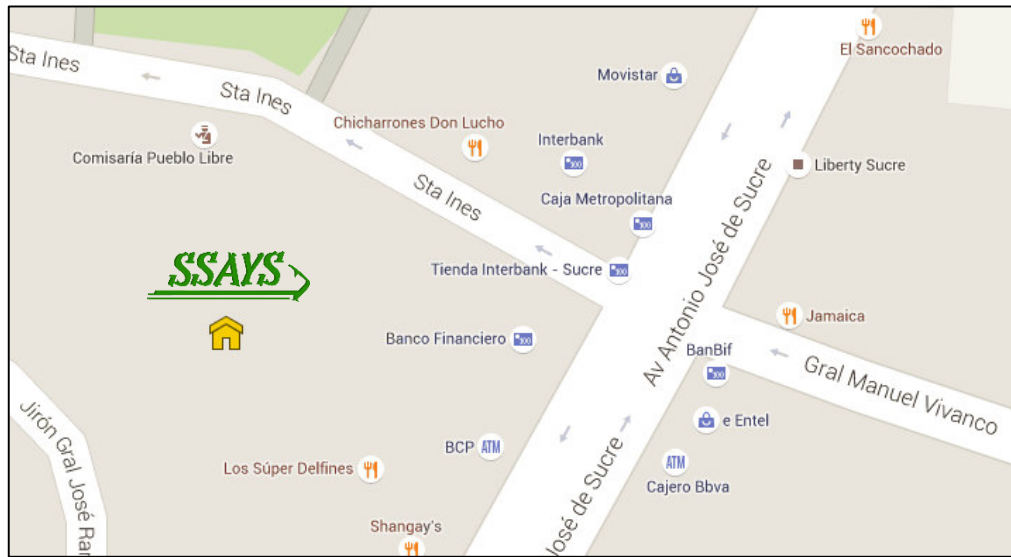 El Sancochado
Sta Ines
Movistar
Sta Ines
Chicharrones Don Lucho
Interbank
Comisaría Pueblo Libre
Liberty Sucre
Sta Ines
Caja Metropolitana
SSAYS
Tienda Interbank - Sucre
Av Antonio José de Sucre
Jamaica
Banco Financiero
BanBif
Gral Manuel Vivanco
e Entel
Jirón Gral José Ra
BCP ATM
José de Sucre
ATM
Los Súper Delfines
Cajero Bbva
Shangay's